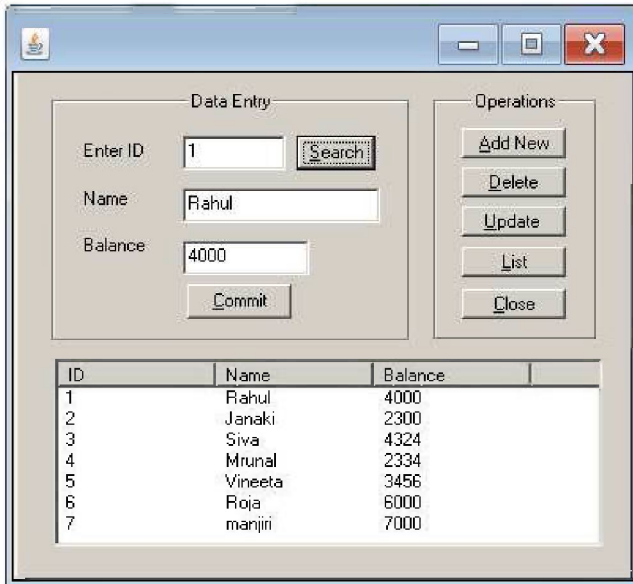 Data Entry
Enter ID 1 Search
Name Rahul
Balance 4000
Commit
Operations
Add New
Delete
Update
List
Close
ID Name Balance
1 Rahul 4000
2 Janaki 2300
3 Siva 4324
4 Mrunal 2334
5 Vineeta 3456
6 Roja 6000
7 manjiri 7000